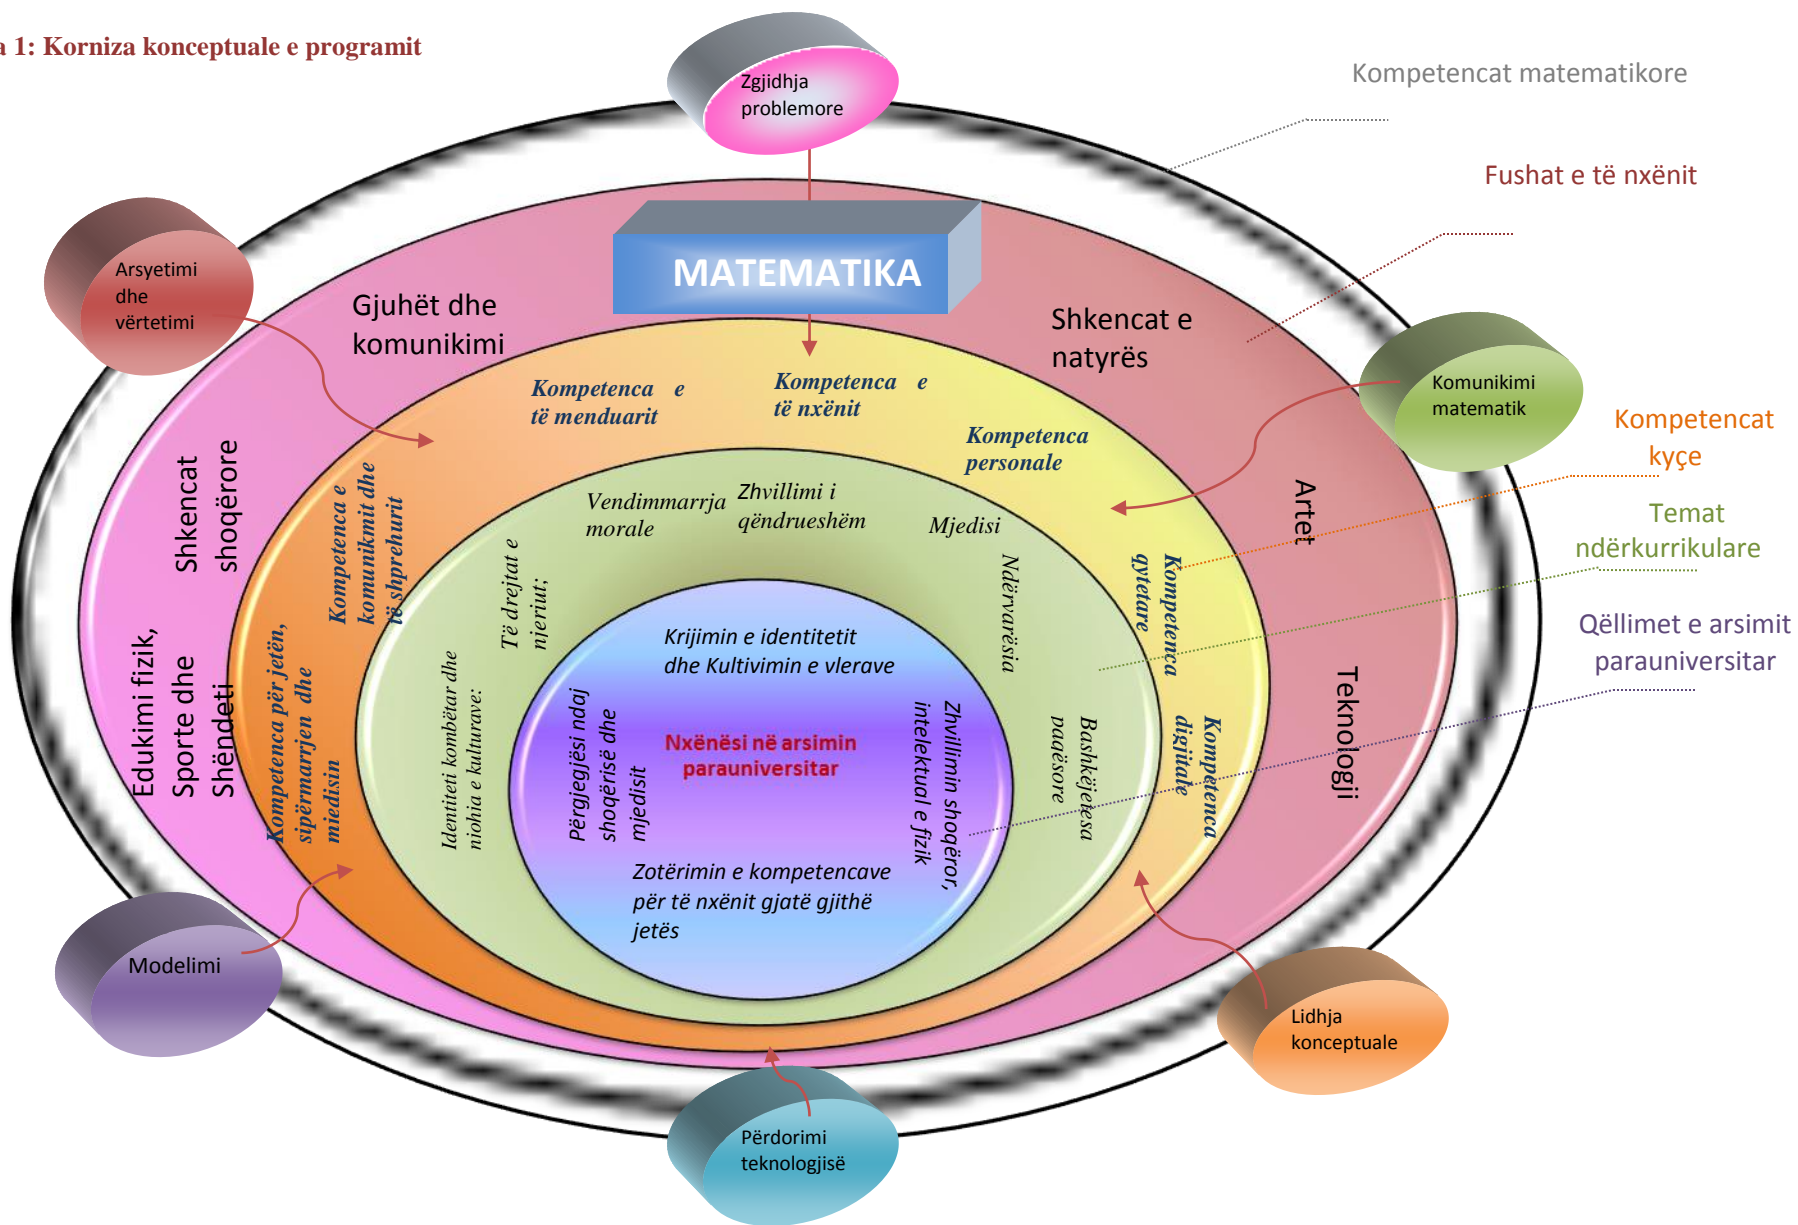 a 1: Korniza konceptuale e programit
Zgjidhja
problemore
Kompetencat matematikore
Fushat e të nxënit
Arsyetimi
dhe
vërtetimi
MATEMATIKA
Gjuhët dhe
komunikimi
Shkencat e
natyrës
Komunikimi
matematik
Kompetencat
kyçe
Temat
ndërkurrikulare
Qëllimet e arsimit
parauniversitar
Kompetenca e
të menduarit
Kompetenca e
të nxënit
Kompetenca
personale
Shkencat
shoqërore
Artet
Kompetenca e
komunikmit dhe
të shprehurit
Vendimmarrja
morale
Zhvillimi i
qëndrueshëm
Mjedisi
Kompetenca
qytetare
Të drejtat e
njeriut;
Ndërvarësia
Edukimi fizik,
Sporte dhe
Shëndeti
Kompetenca për jetën,
sipërmarrjen dhe
miedisin
Identiteti kombëtar dhe
niohia e kulturave:
Krijimin e identitetit
dhe Kultivimin e vlerave
Përgjegjësi ndaj
shoqërisë dhe
mjedisit
Nxënësi në arsimin
parauniversitar
Zhvillimin shoqëror,
intelektual e fizik
Bashkëjetesa
paqësore
Kompetenca
digjitale
Teknologji
Zotërimin e kompetencave
për të nxënit gjatë gjithë
jetës
Modelimi
Lidhja
konceptuale
Përdorimi
teknologjisë